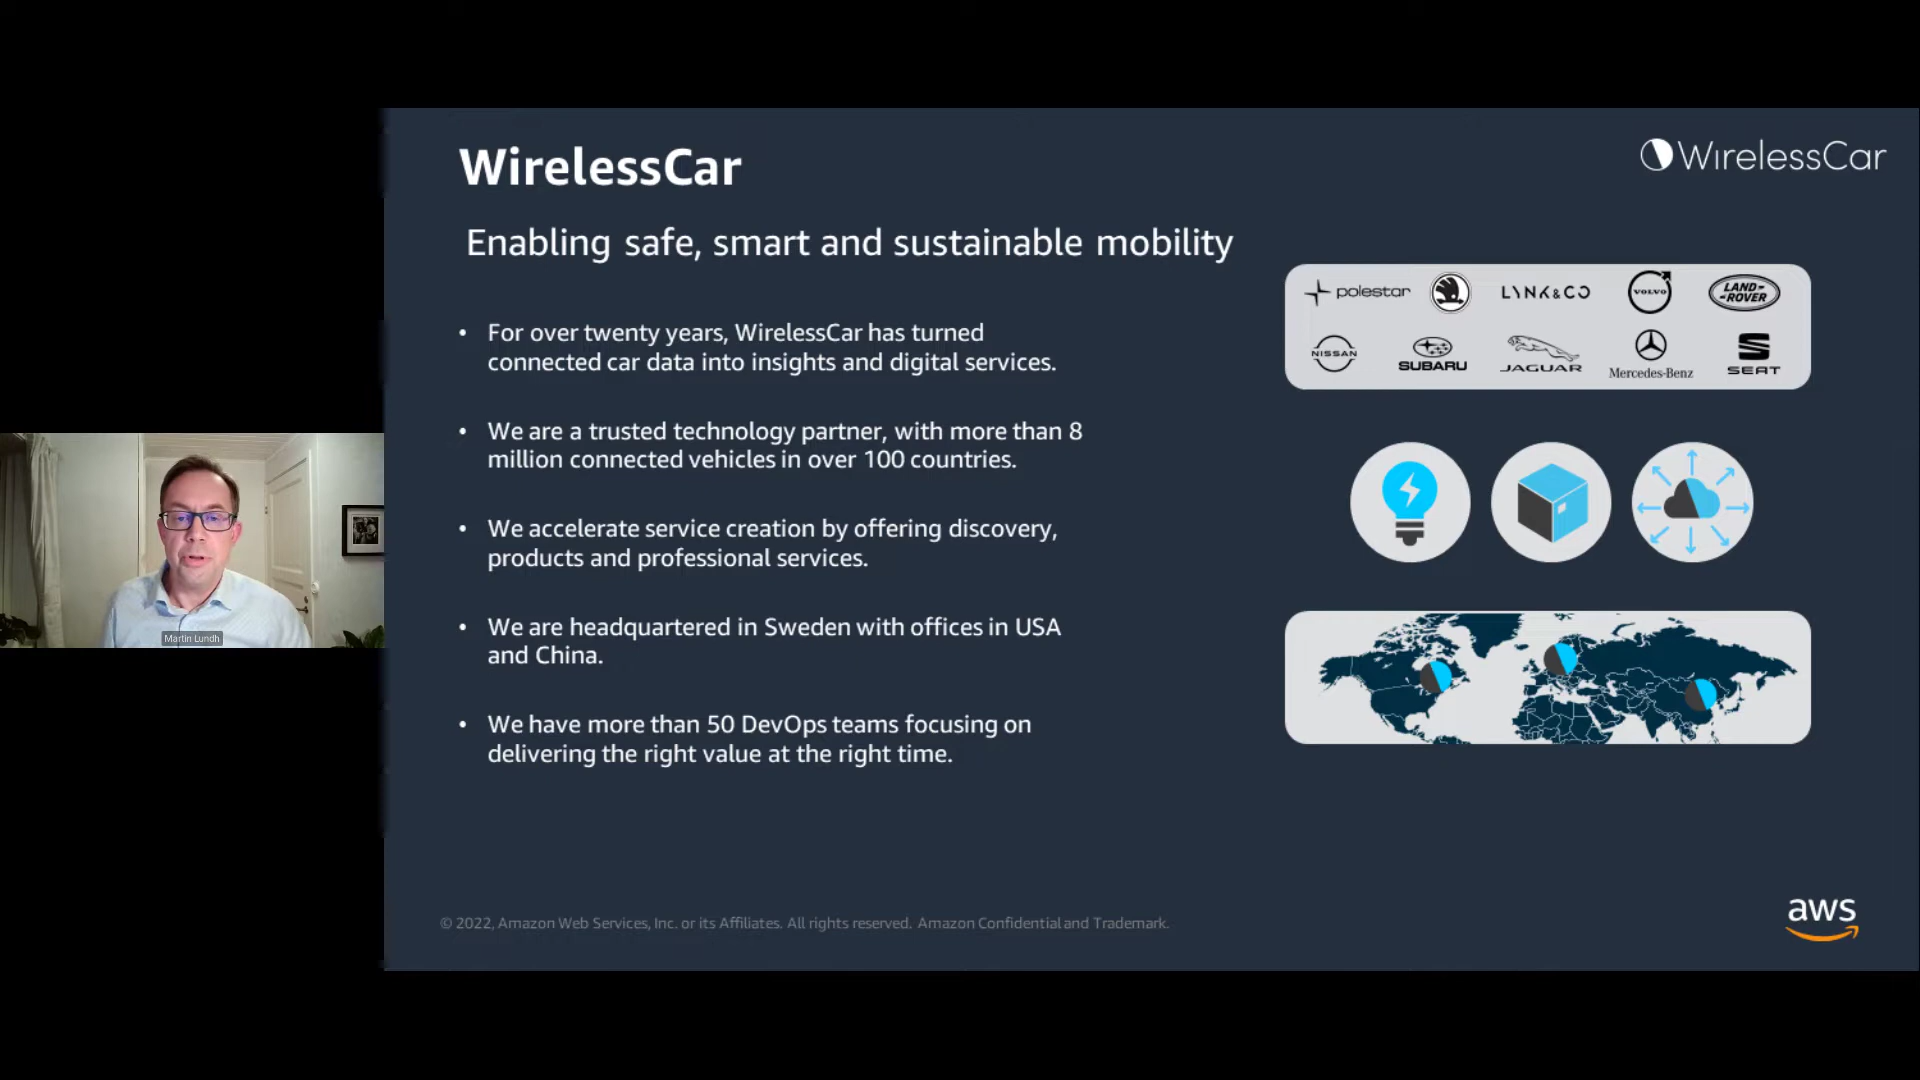 WirelessCar
WirelessCar
Enabling safe, smart and sustainable mobility
• For over twenty years, WirelessCar has turned
connected car data into insights and digital services.
• We are a trusted technology partner, with more than 8
million connected vehicles in over 100 countries.
• We accelerate service creation by offering discovery,
products and professional services.
• We are headquartered in Sweden with offices in USA
and China.
• We have more than 50 DevOps teams focusing on
delivering the right value at the right time.
polestar
LYNK & CO
VOLVO
LAND-
ROVER
NISSAN
SUBARU
JAGUAR
Mercedes-Benz
SEAT
Martin Lundh
© 2022, Amazon Web Services, Inc. or its Affiliates. All rights reserved. Amazon Confidential and Trademark.
aws